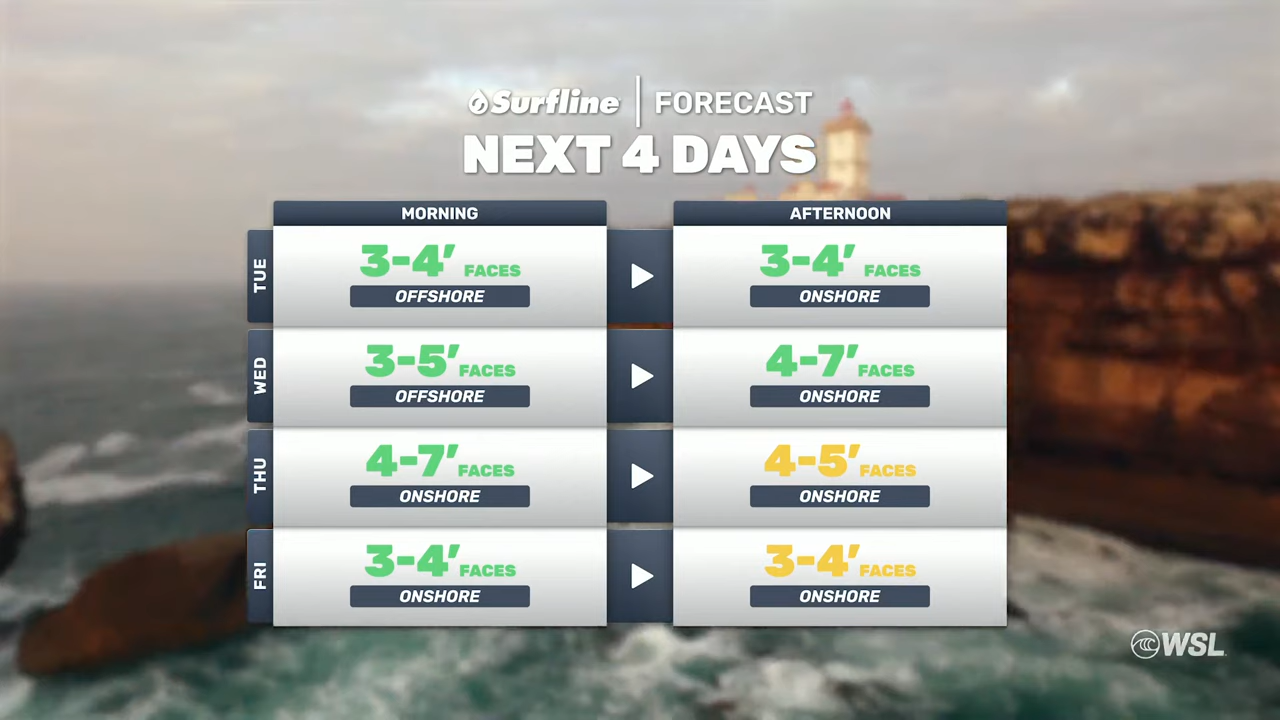 Surfline | FORECAST
NEXT 4 DAYS
MORNING
AFTERNOON
TUE
3-4' FACES
OFFSHORE
3-4' FACES
ONSHORE
WED
3-5' FACES
OFFSHORE
4-7' FACES
ONSHORE
THU
4-7' FACES
ONSHORE
4-5' FACES
ONSHORE
FRI
3-4' FACES
ONSHORE
3-4' FACES
ONSHORE
WSL